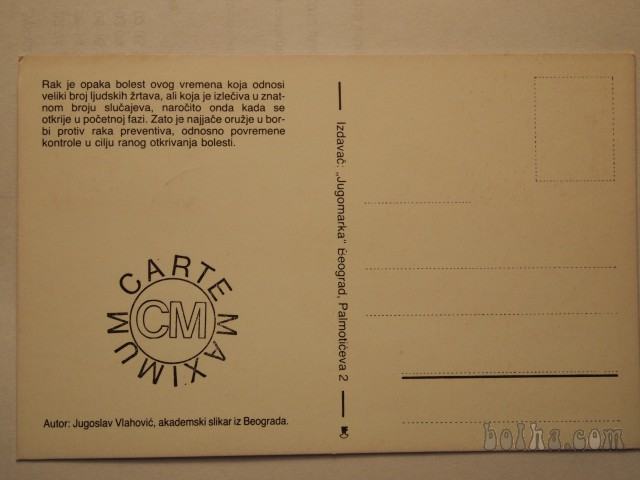 Rak je opaka bolest ovog vremena koja odnosi
veliki broj ljudskih žrtava, ali koja je izlečiva u znat-
nom broju slučajeva, naročito onda kada se
otkrije u početnoj fazi. Zato je najjače oružje u bor-
bi protiv raka preventiva, odnosno povremene
kontrole u cilju ranog otkrivanja bolesti.
CARTE MAXIMUM
CM
Autor: Jugoslav Vlahović, akademski slikar iz Beograda.
Izdavač: „Jugomarka“ Beograd, Palmotićeva 2
bolha.com